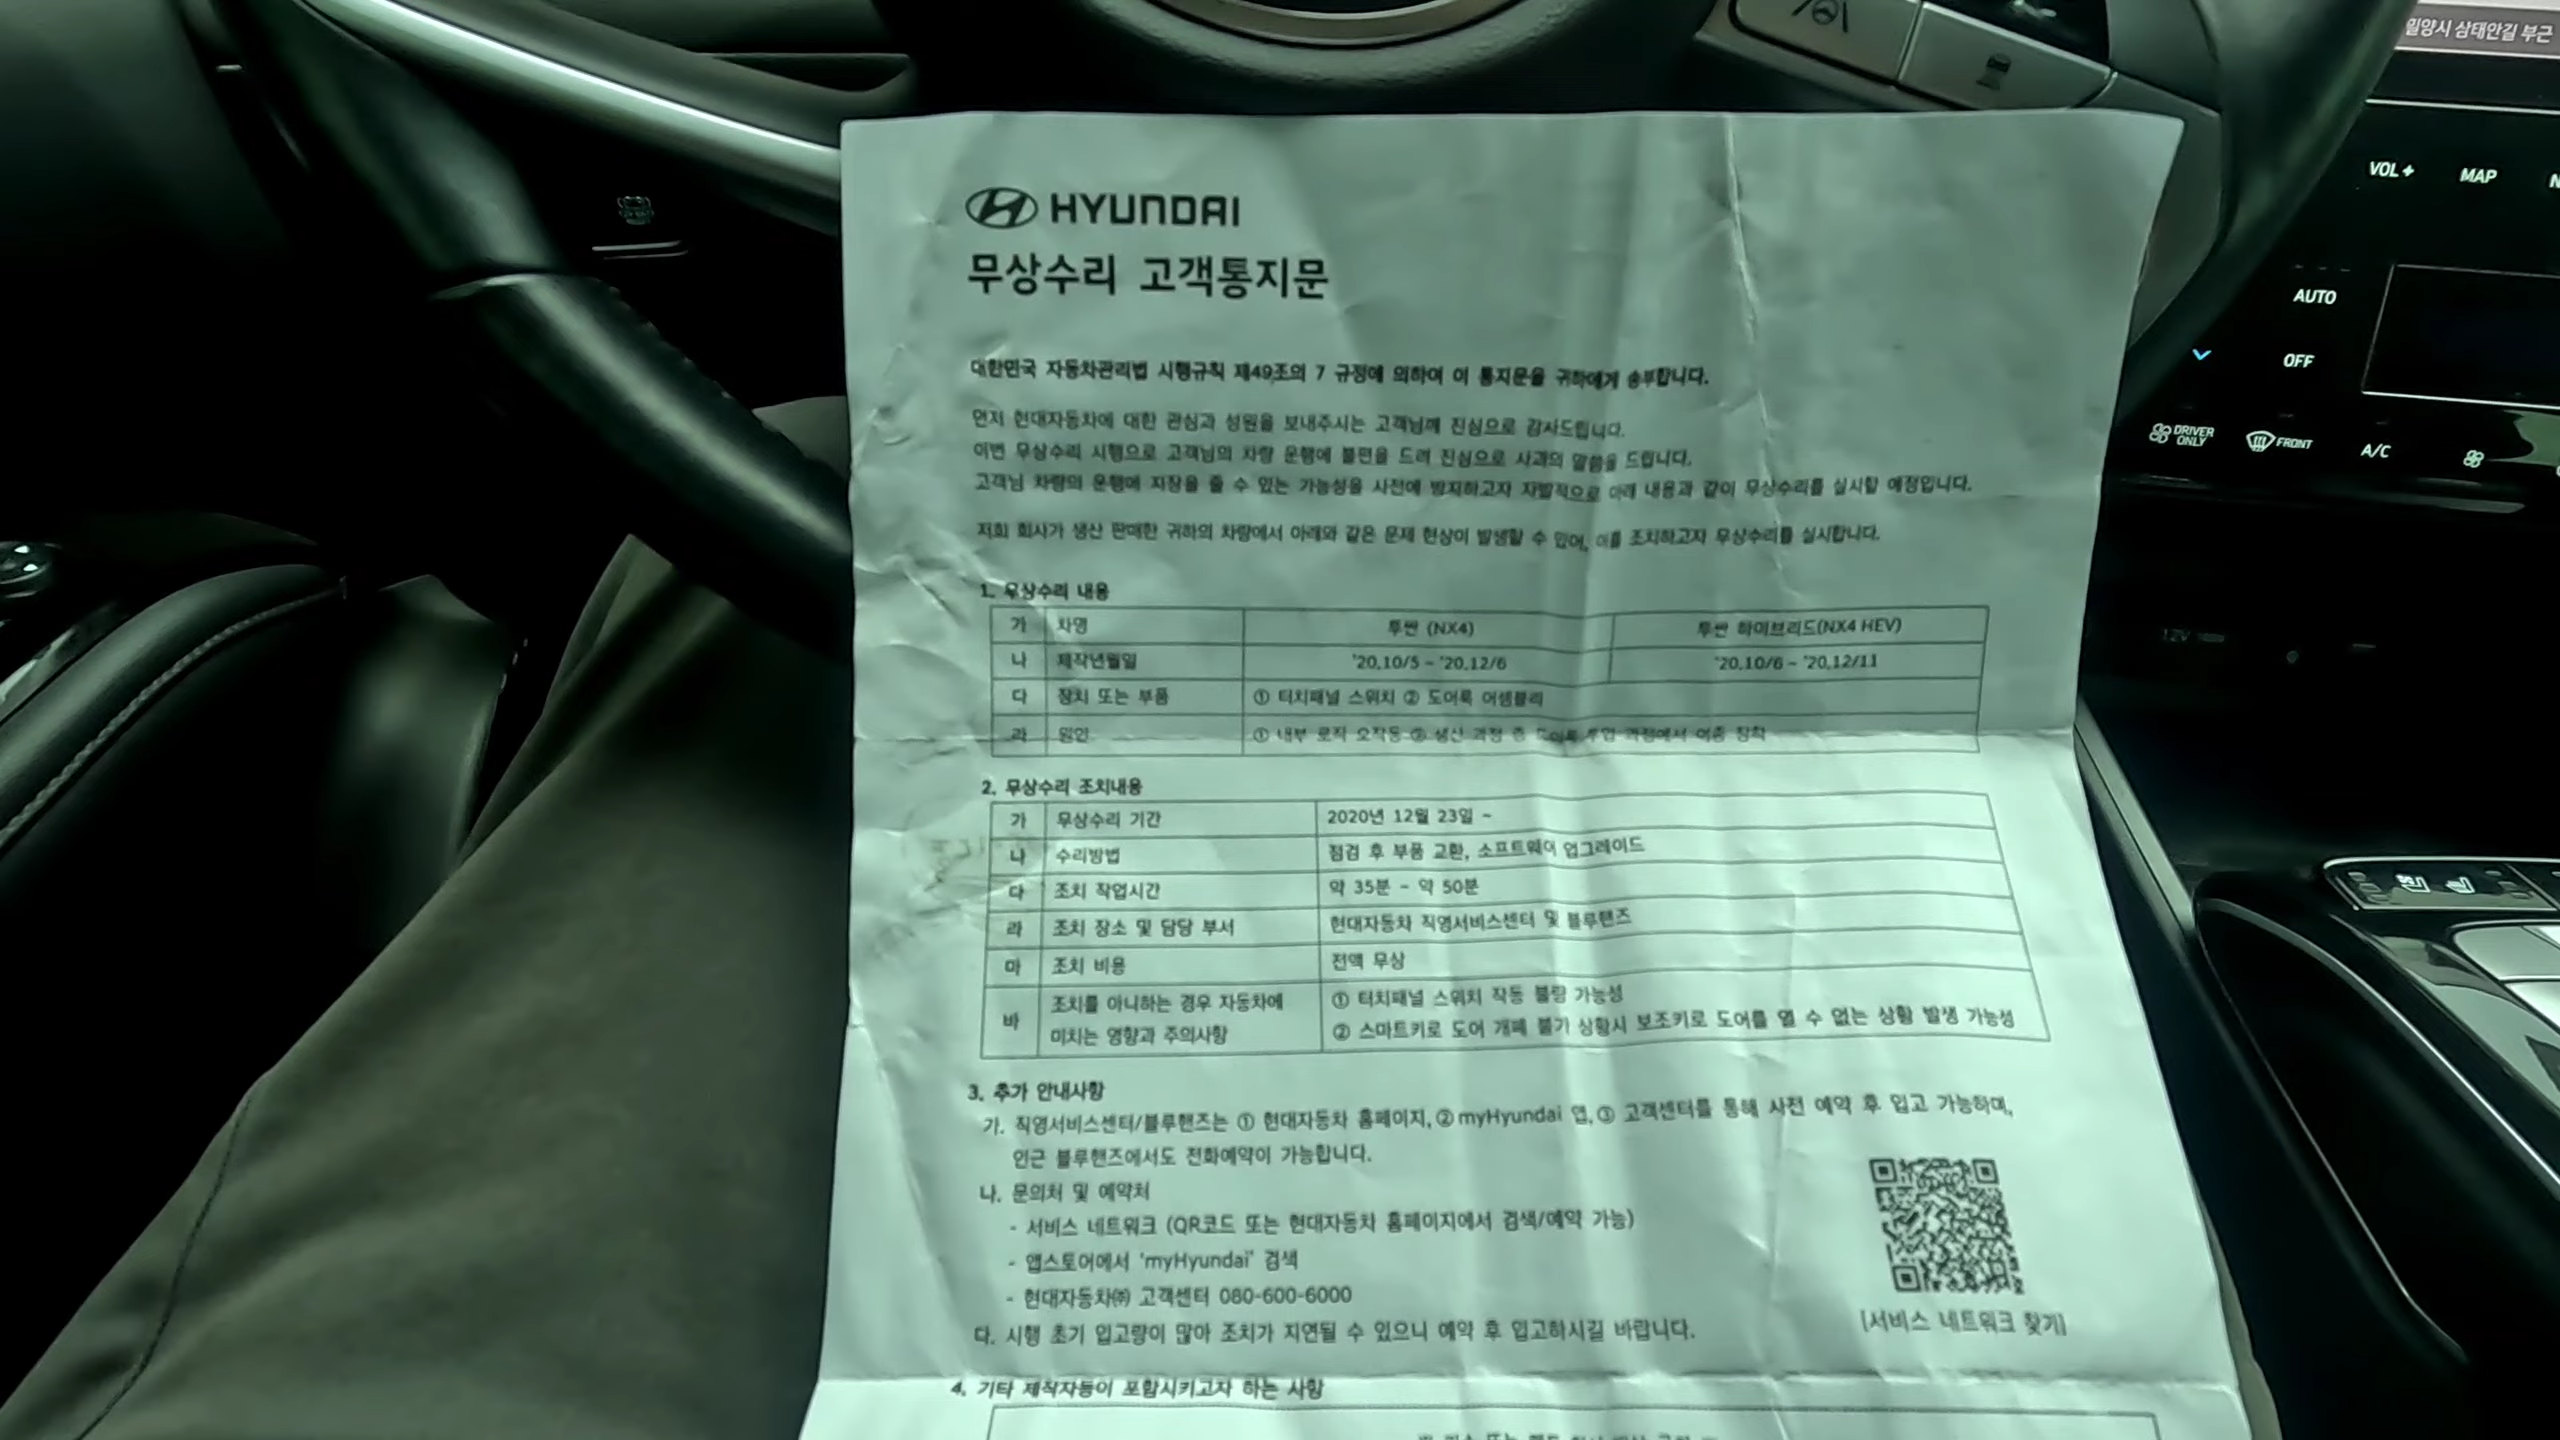 밀양시 삼태안길 부근
VOL +
MAP
AUTO
OFF
DRIVER ONLY
FRONT
A/C
12V
HYUNDAI
무상수리 고객통지문
대한민국 자동차관리법 시행규칙 제49조의 7 규정에 의하여 이 통지문을 귀하에게 송부합니다.
먼저 현대자동차에 대한 관심과 성원을 보내주시는 고객님께 진심으로 감사드립니다.
이번 무상수리 시행으로 고객님의 차량 운행에 불편을 드려 진심으로 사과의 말씀을 드립니다.
고객님 차량의 운행에 지장을 줄 수 있는 가능성을 사전에 방지하고자 자발적으로 아래 내용과 같이 무상수리를 실시할 예정입니다.
저희 회사가 생산 판매한 귀하의 차량에서 아래와 같은 문제 현상이 발생할 수 있어, 이를 조치하고자 무상수리를 실시합니다.
1. 무상수리 내용
가 차명 투싼 (NX4) 투싼 하이브리드(NX4 HEV)
나 제작년월일 '20.10/5 ~ '20.12/6 '20.10/6 ~ '20.12/11
다 장치 또는 부품 ① 터치패널 스위치 ② 도어록 어셈블리
라 원인 ① 내부 로직 오작동 ② 생산 과정 중 도어록 투입 과정에서 이종 장착
2. 무상수리 조치내용
가 무상수리 기간 2020년 12월 23일 ~
나 수리방법 점검 후 부품 교환, 소프트웨어 업그레이드
다 조치 작업시간 약 35분 ~ 약 50분
라 조치 장소 및 담당 부서 현대자동차 직영서비스센터 및 블루핸즈
마 조치 비용 전액 무상
바 조치를 아니하는 경우 자동차에 ① 터치패널 스위치 작동 불량 가능성
미치는 영향과 주의사항 ② 스마트키로 도어 개폐 불가 상황시 보조키로 도어를 열 수 없는 상황 발생 가능성
3. 추가 안내사항
가. 직영서비스센터/블루핸즈는 ① 현대자동차 홈페이지, ② myHyundai 앱, ③ 고객센터를 통해 사전 예약 후 입고 가능하며,
인근 블루핸즈에서도 전화예약이 가능합니다.
나. 문의처 및 예약처
- 서비스 네트워크 (QR코드 또는 현대자동차 홈페이지에서 검색/예약 가능)
- 앱스토어에서 'myHyundai' 검색
- 현대자동차㈜ 고객센터 080-600-6000
[서비스 네트워크 찾기]
다. 시행 초기 입고량이 많아 조치가 지연될 수 있으니 예약 후 입고하시길 바랍니다.
4. 기타 제작자등이 포함시키고자 하는 사항